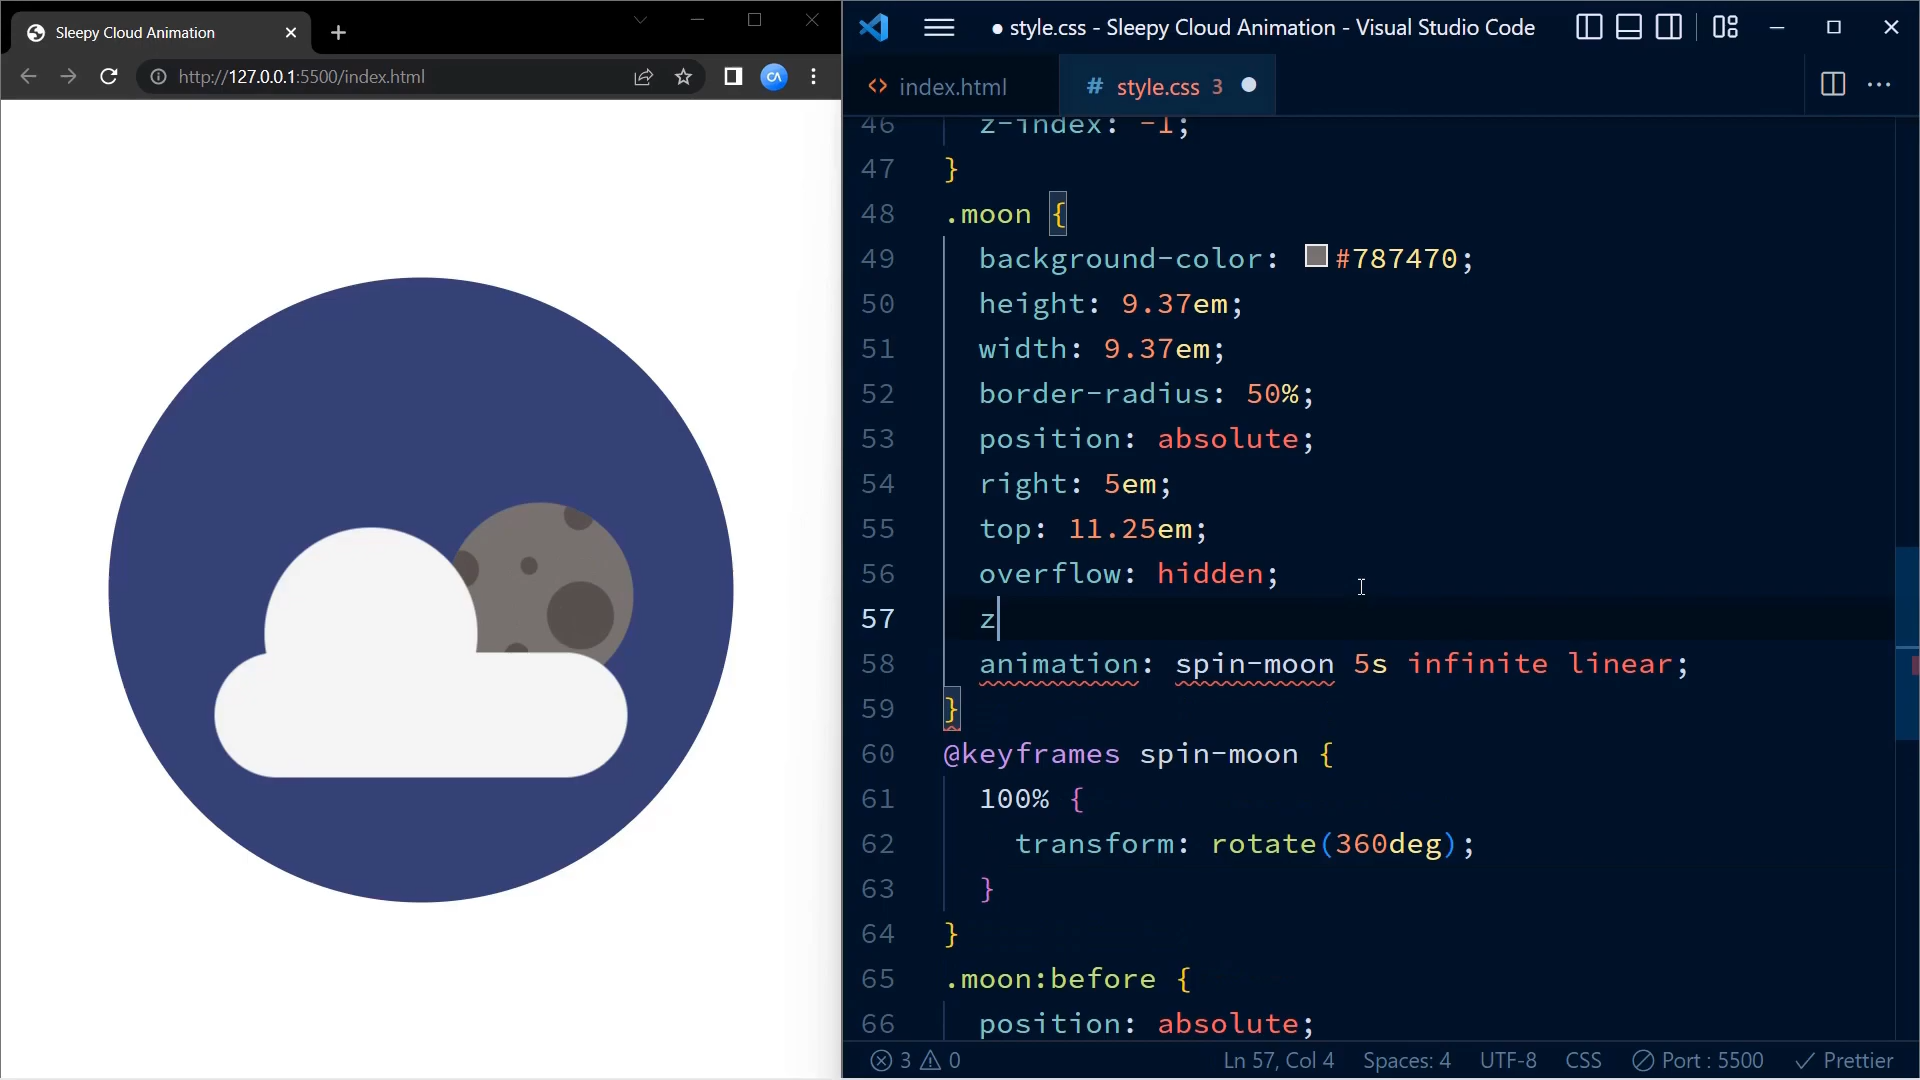 Sleepy Cloud Animation
http://127.0.0.1:5500/index.html
CA
style.css - Sleepy Cloud Animation - Visual Studio Code
index.html
# style.css 3
46 z-index: -1;
47 }
48 .moon {
49 background-color: #787470;
50 height: 9.37em;
51 width: 9.37em;
52 border-radius: 50%;
53 position: absolute;
54 right: 5em;
55 top: 11.25em;
56 overflow: hidden;
57 z
58 animation: spin-moon 5s infinite linear;
59 }
60 @keyframes spin-moon {
61 100% {
62 transform: rotate(360deg);
63 }
64 }
65 .moon:before {
66 position: absolute;
3 0 Ln 57, Col 4 Spaces: 4 UTF-8 CSS Port : 5500 Prettier